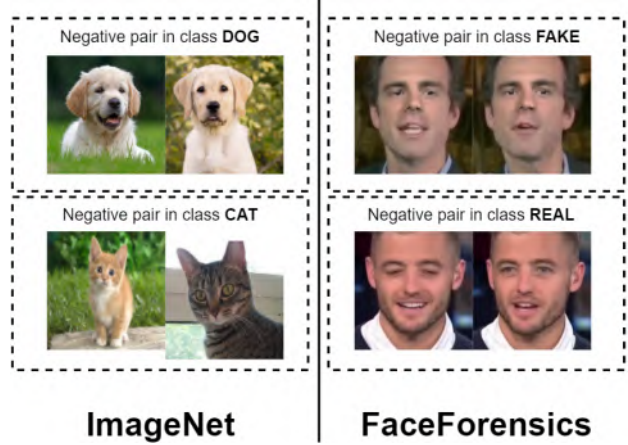 Negative pair in class DOG
Negative pair in class CAT
ImageNet
Negative pair in class FAKE
Negative pair in class REAL
FaceForensics